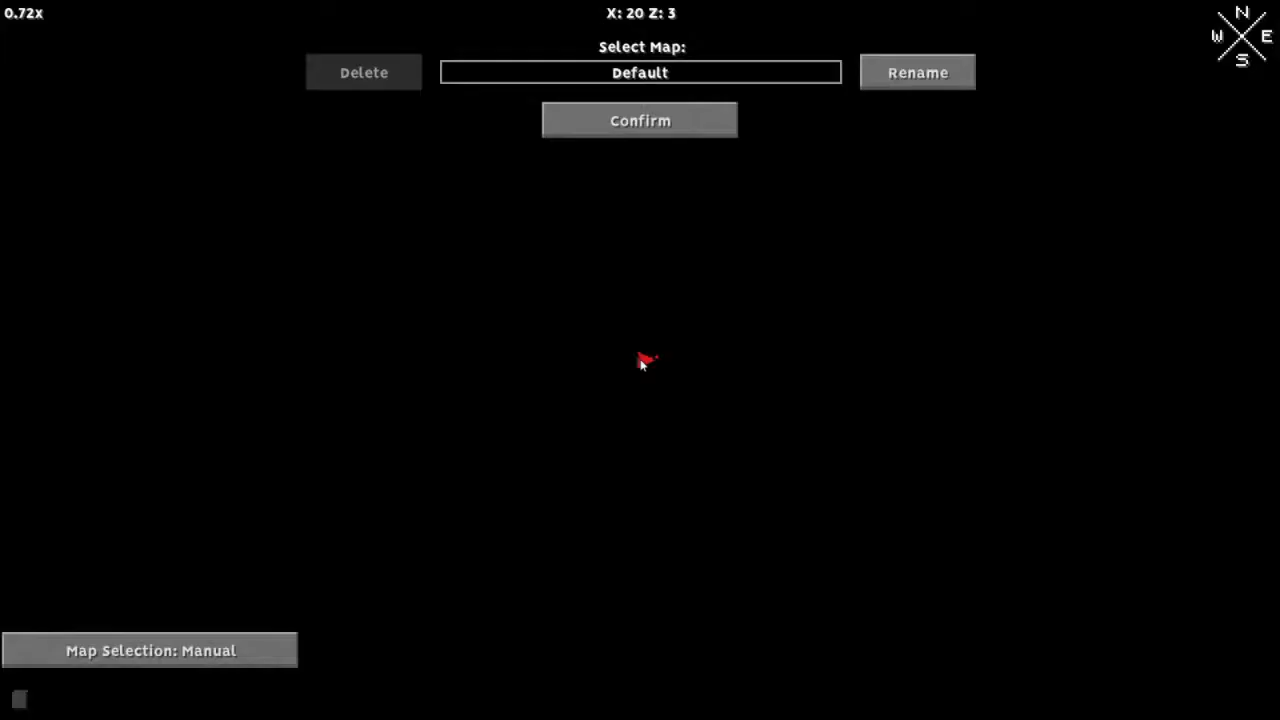 0.72x
X: 20 Z: 3
N
W E
S
Select Map:
Delete
Default
Rename
Confirm
Map Selection: Manual